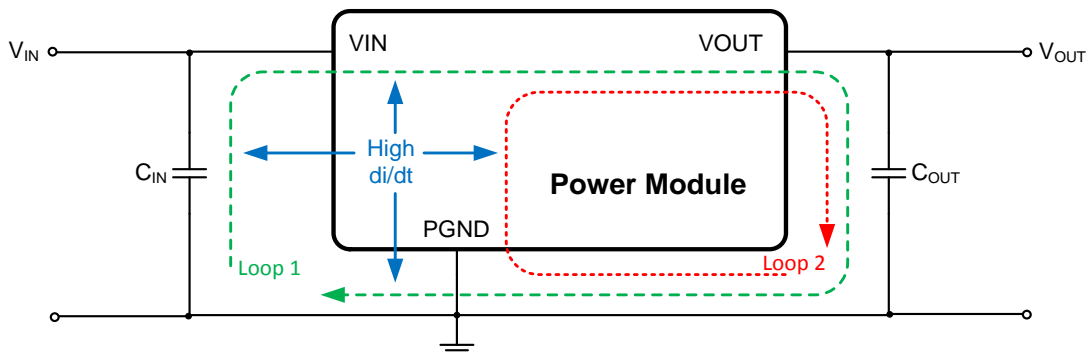 VIN
VIN
VOUT
VOUT
High
di/dt
CIN
Power Module
COUT
PGND
Loop 1
Loop 2